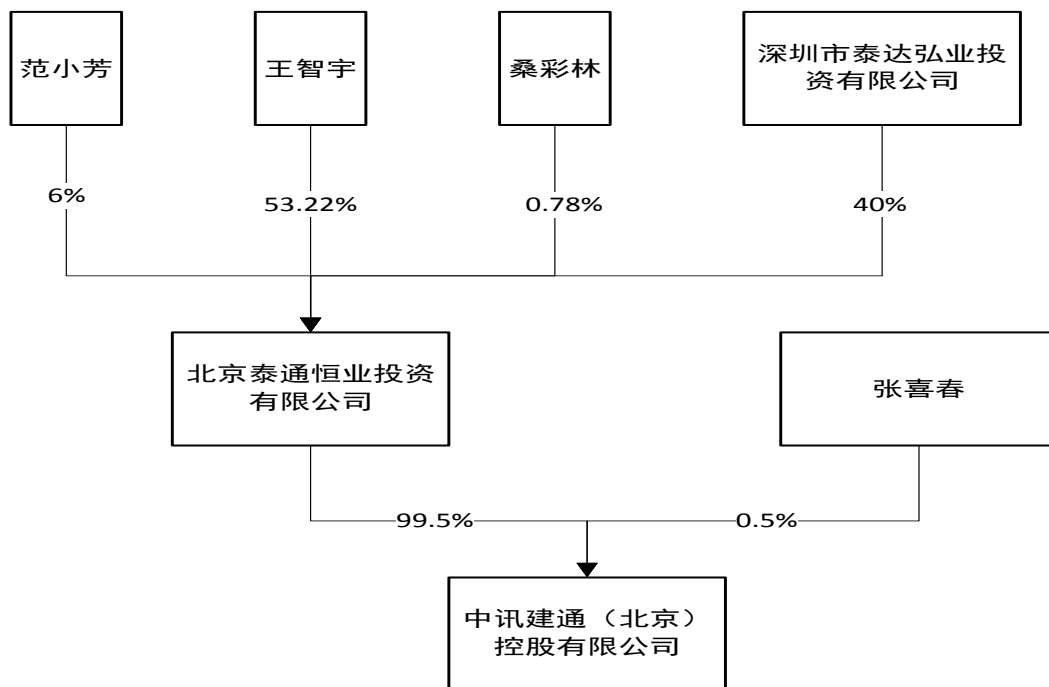 范小芳
王智宇
桑彩林
深圳市泰达弘业投
资有限公司
6%
53.22%
0.78%
40%
北京泰通恒业投资
有限公司
张喜春
99.5%
0.5%
中讯建通（北京）
控股有限公司